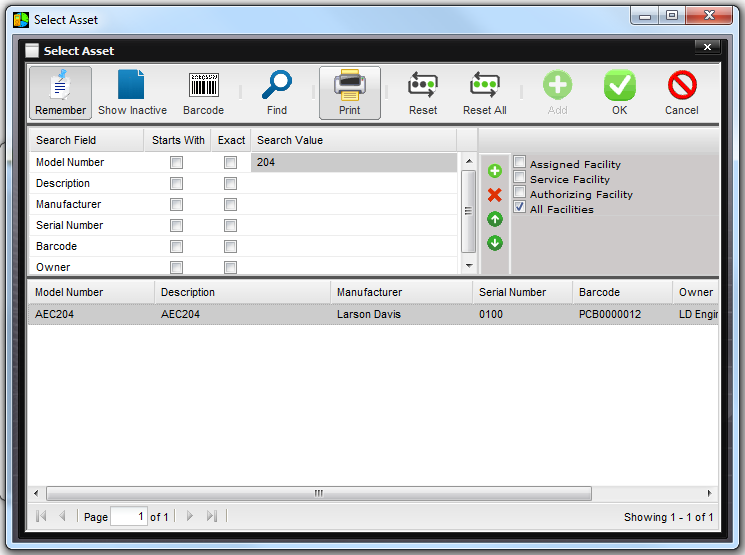 Select Asset
Select Asset
Remember Show Inactive Barcode Find Print Reset Reset All Add OK Cancel
Search Field Starts With Exact Search Value
Model Number 204
Description
Manufacturer
Serial Number
Barcode
Owner
Assigned Facility
Service Facility
Authorizing Facility
All Facilities
Model Number Description Manufacturer Serial Number Barcode Owner
AEC204 AEC204 Larson Davis 0100 PCB0000012 LD Engin
Page 1 of 1 Showing 1 - 1 of 1